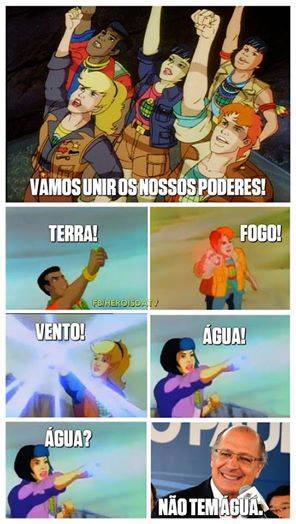 VAMOS UNIR OS NOSSOS PODERES!
TERRA!
FOGO!
FB/HEROISDATV
VENTO!
ÁGUA!
ÁGUA?
NÃO TEM ÁGUA.